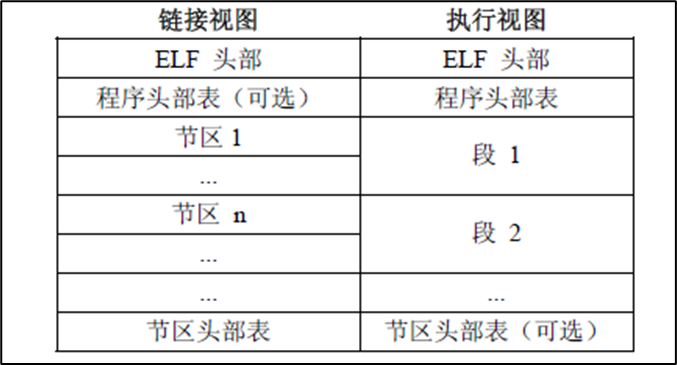 链接视图 执行视图
ELF 头部 ELF 头部
程序头部表（可选） 程序头部表
节区 1 段 1
...
节区 n 段 2
...
... ...
节区头部表 节区头部表（可选）